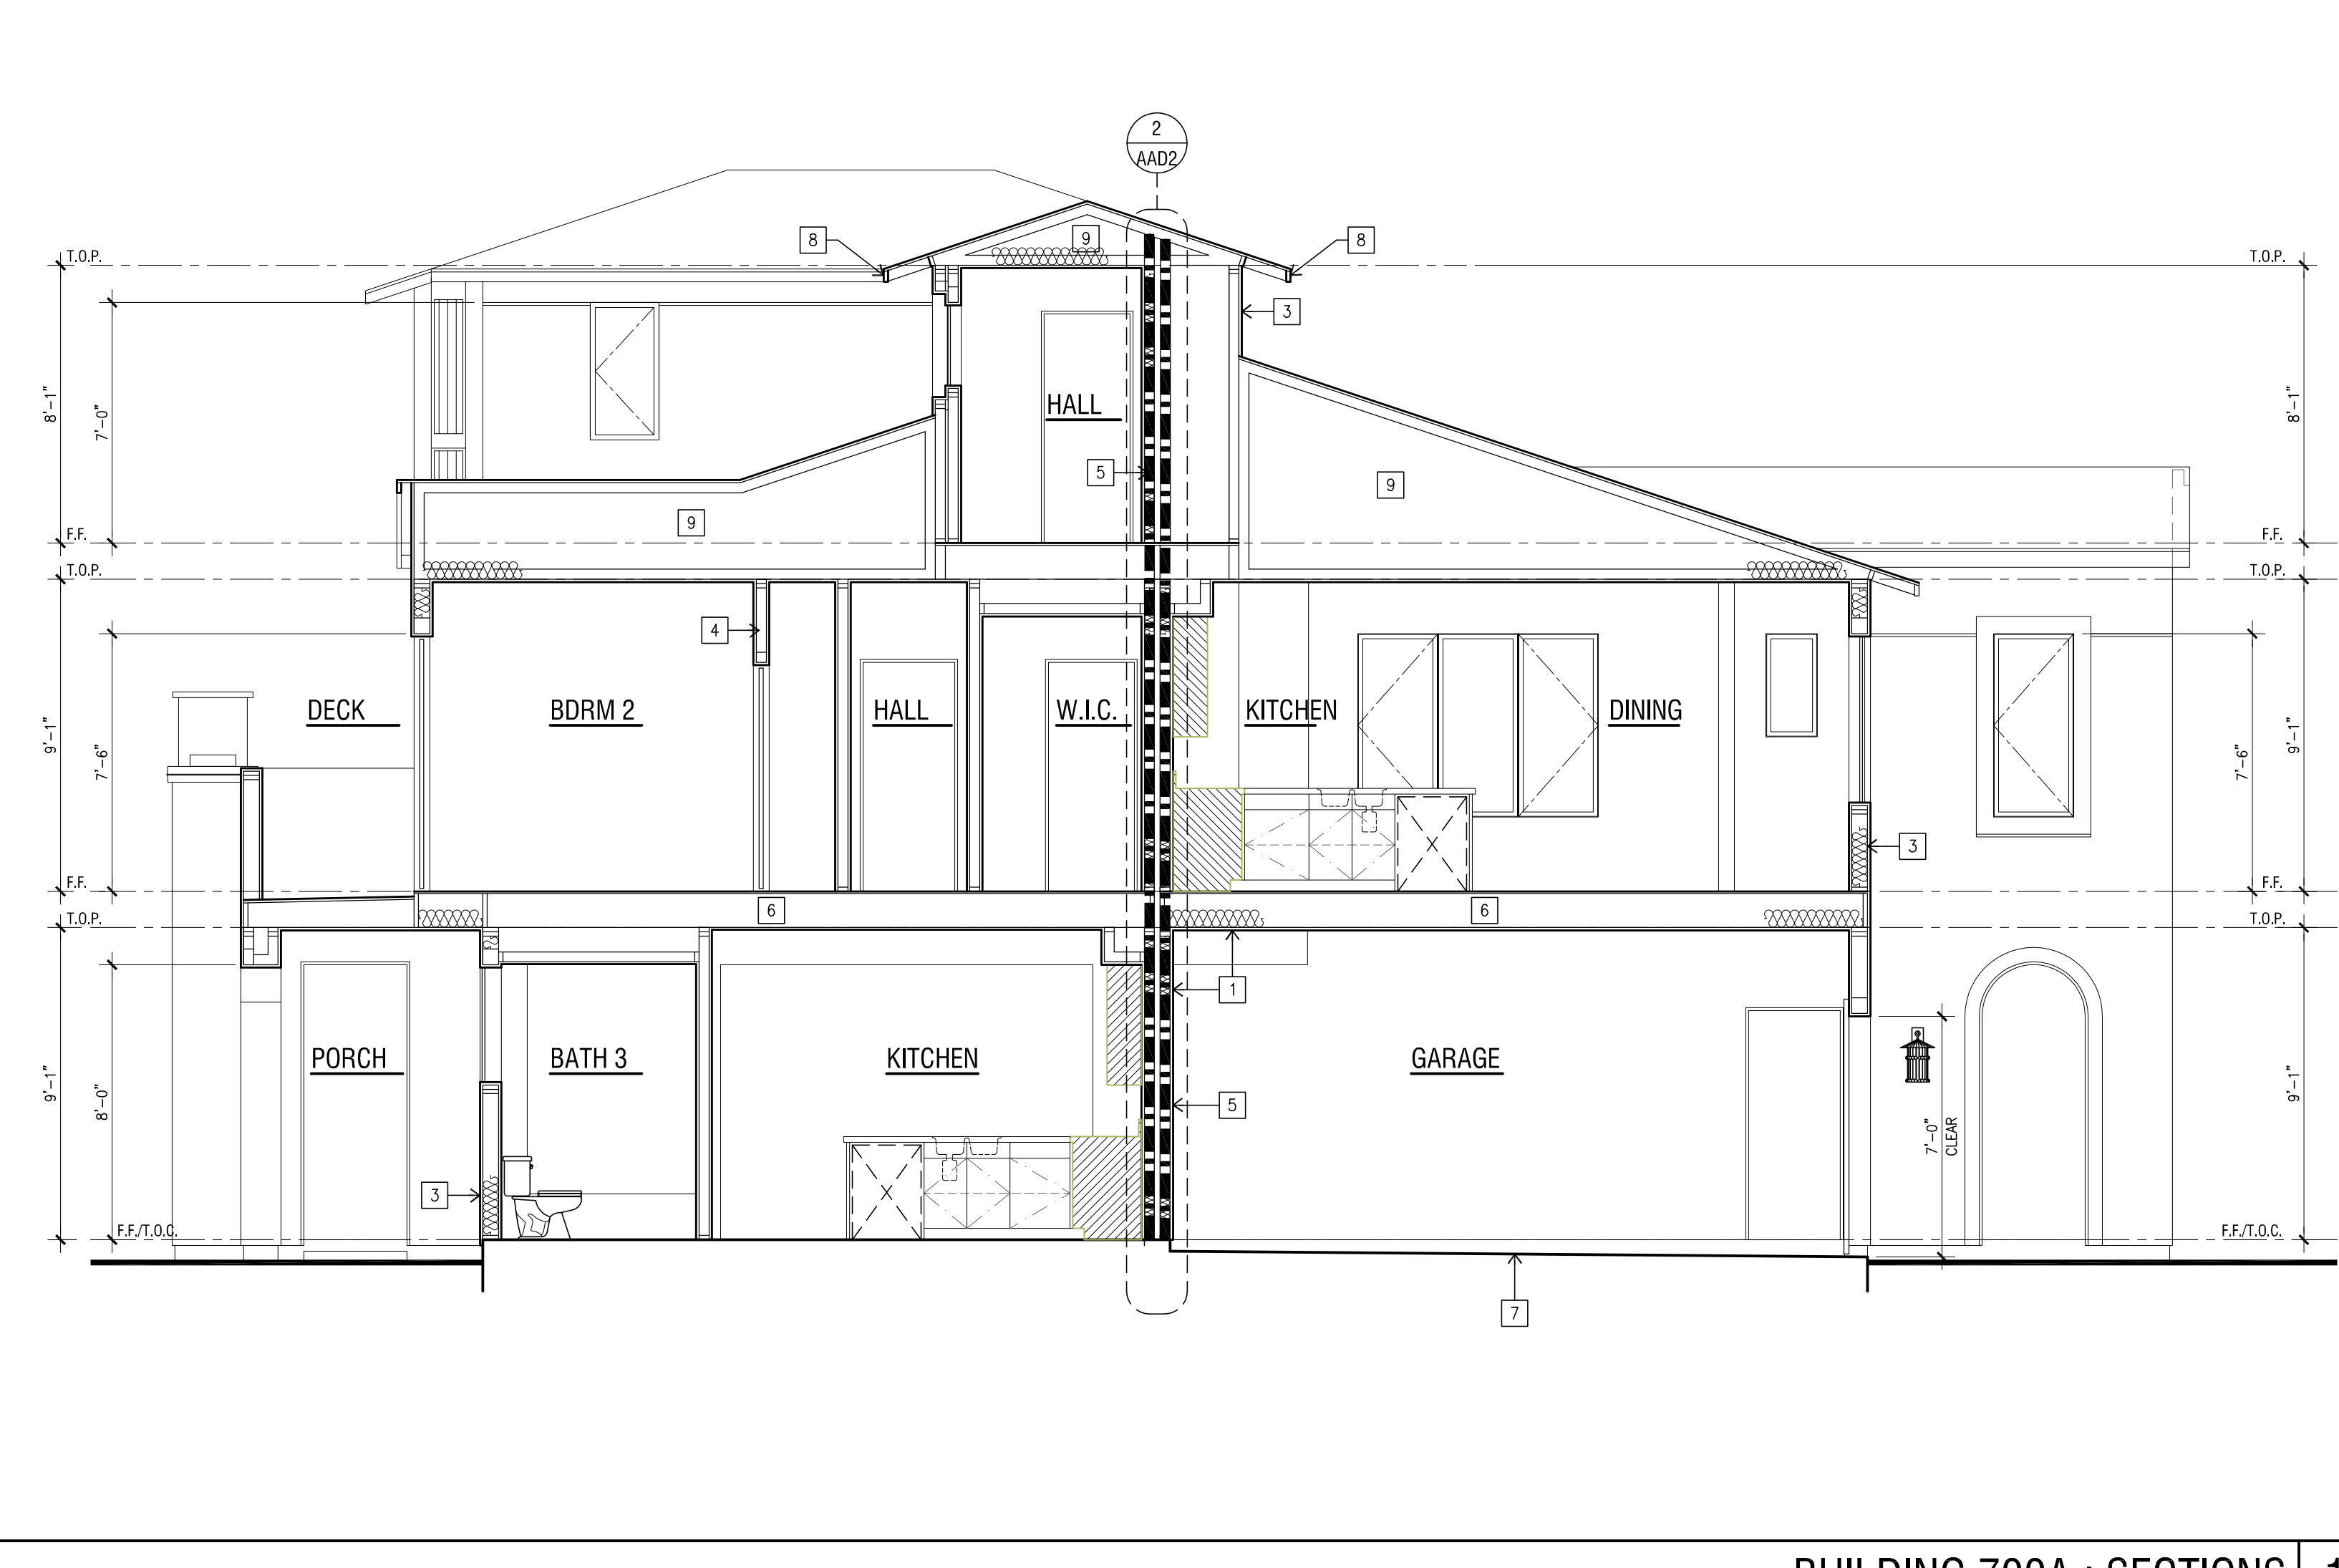 2
AAD2
8
9
8
T.O.P.
T.O.P.
3
8'-1"
7'-0"
HALL
8'-1"
5
9
9
F.F.
F.F.
T.O.P.
T.O.P.
4
DECK
BDRM 2
HALL
W.I.C.
KITCHEN
DINING
9'-1"
7'-6"
7'-6"
9'-1"
3
F.F.
F.F.
6
6
T.O.P.
T.O.P.
1
PORCH
BATH 3
KITCHEN
GARAGE
9'-1"
8'-0"
5
7'-0"
CLEAR
9'-1"
3
F.F./T.O.C.
F.F./T.O.C.
7